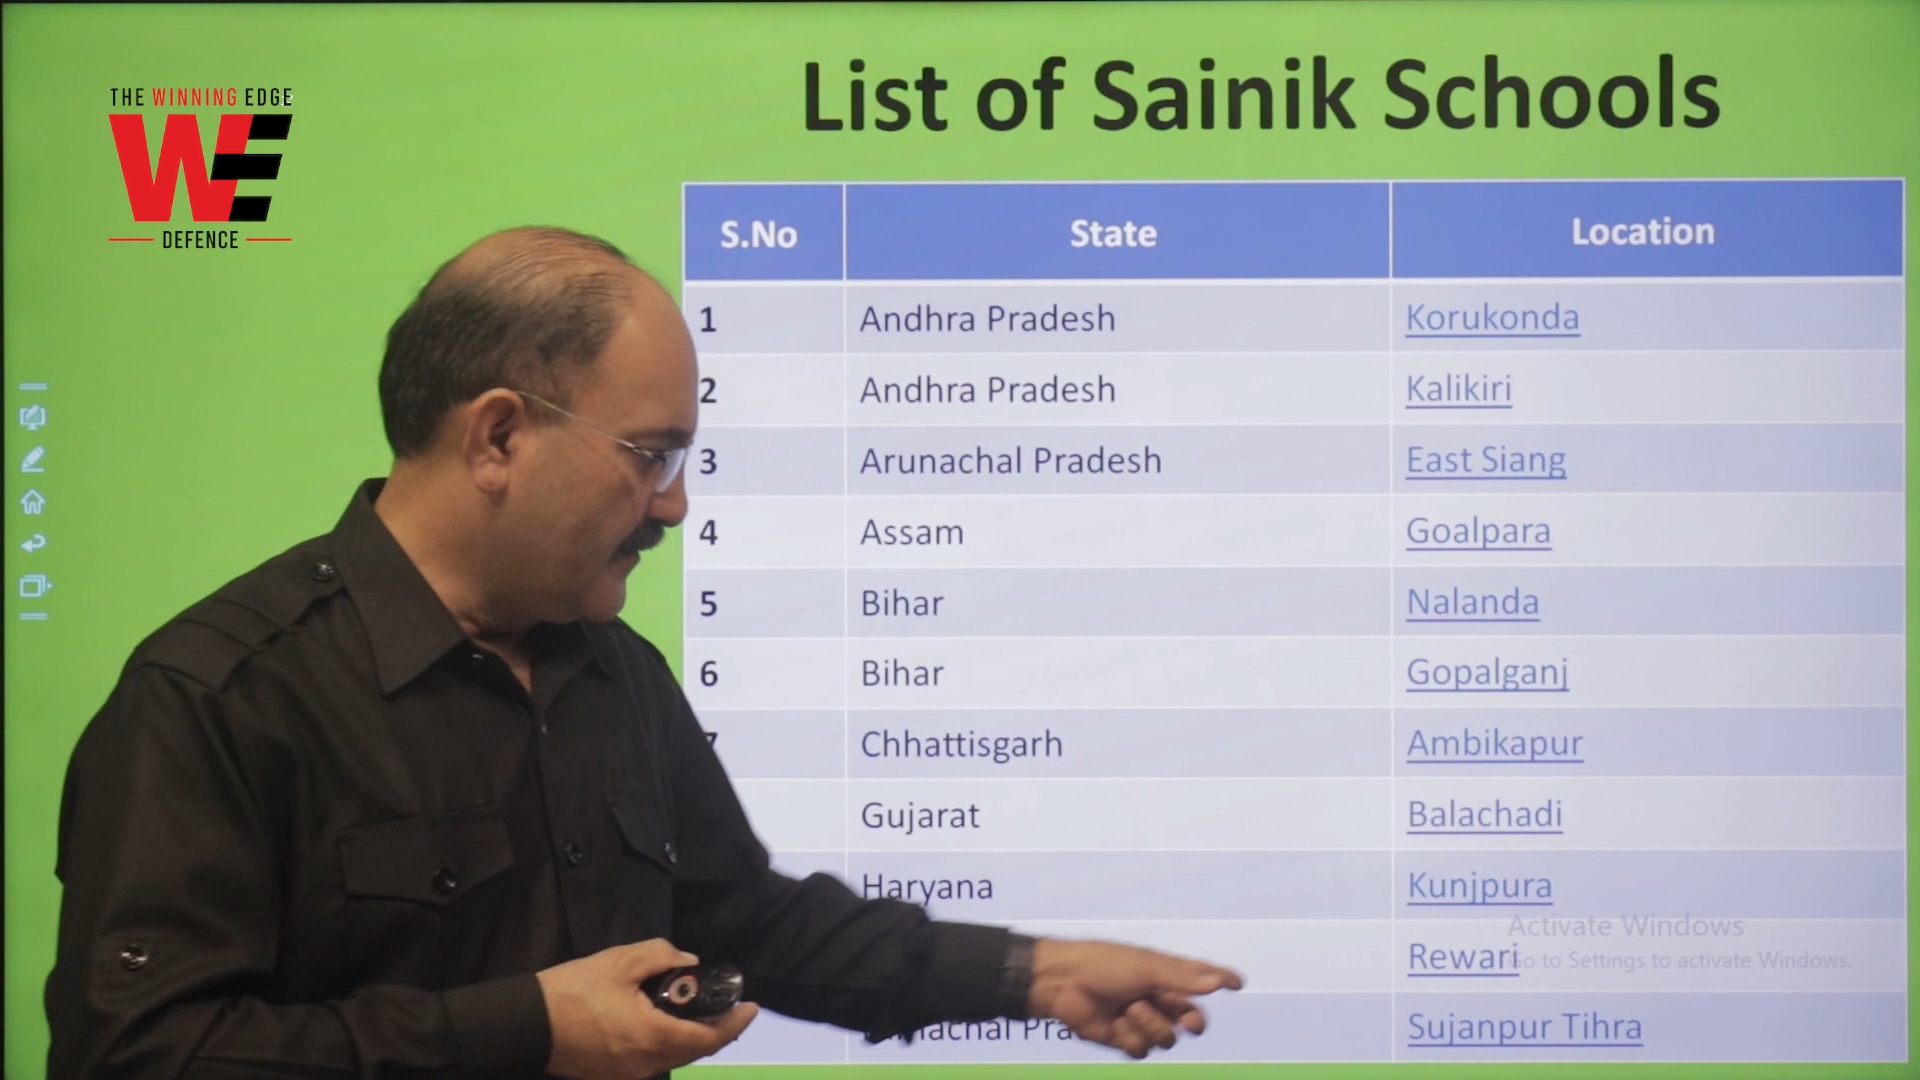 THE WINNING EDGE
WE
DEFENCE
List of Sainik Schools
S.No State Location
1 Andhra Pradesh Korukonda
2 Andhra Pradesh Kalikiri
3 Arunachal Pradesh East Siang
4 Assam Goalpara
5 Bihar Nalanda
6 Bihar Gopalganj
7 Chhattisgarh Ambikapur
Gujarat Balachadi
Haryana Kunjpura
Activate Windows
Rewari
Go to Settings to activate Windows.
Sujanpur Tihra